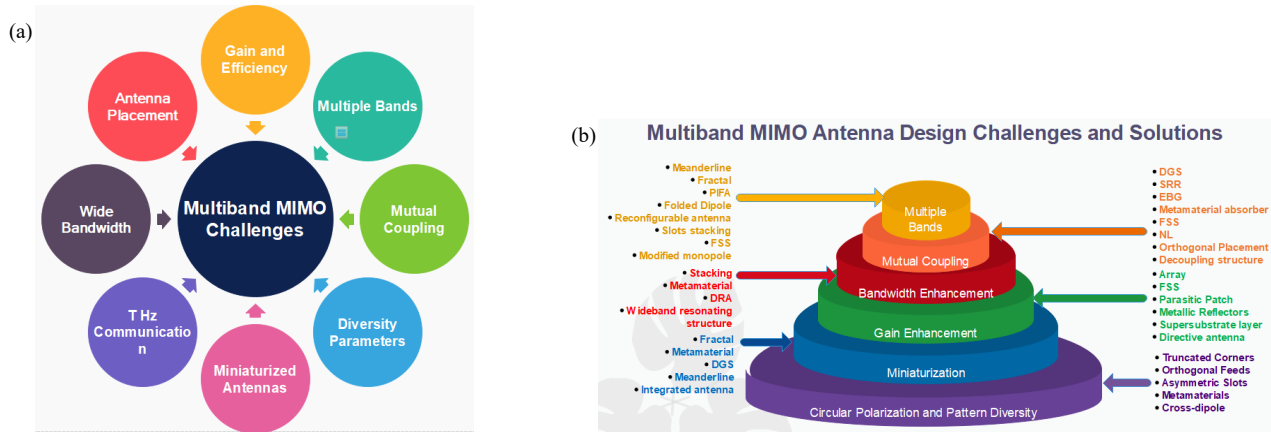 (a)
Gain and
Efficiency
Multiple Bands
Mutual
Coupling
Diversity
Parameters
Miniaturized
Antennas
T Hz
Communicatio
n
Wide
Bandwidth
Antenna
Placement
Multiband MIMO
Challenges
(b)
Multiband MIMO Antenna Design Challenges and Solutions
• Meanderline
• Fractal
• PIFA
• Folded Dipole
• Reconfigurable antenna
• Slots stacking
• FSS
• Modified monopole
• Stacking
• Metamaterial
• DRA
• Wideband resonating
structure
• Fractal
• Metamaterial
• DGS
• Meanderline
• Integrated antenna
Multiple
Bands
Mutual Coupling
Bandwidth Enhancement
Gain Enhancement
Miniaturization
Circular Polarization and Pattern Diversity
• DGS
• SRR
• EBG
• Metamaterial absorber
• FSS
• NL
• Orthogonal Placement
• Decoupling structure
• Array
• FSS
• Parasitic Patch
• Metallic Reflectors
• Supersubstrate layer
• Directive antenna
• Truncated Corners
• Orthogonal Feeds
• Asymmetric Slots
• Metamaterials
• Cross-dipole